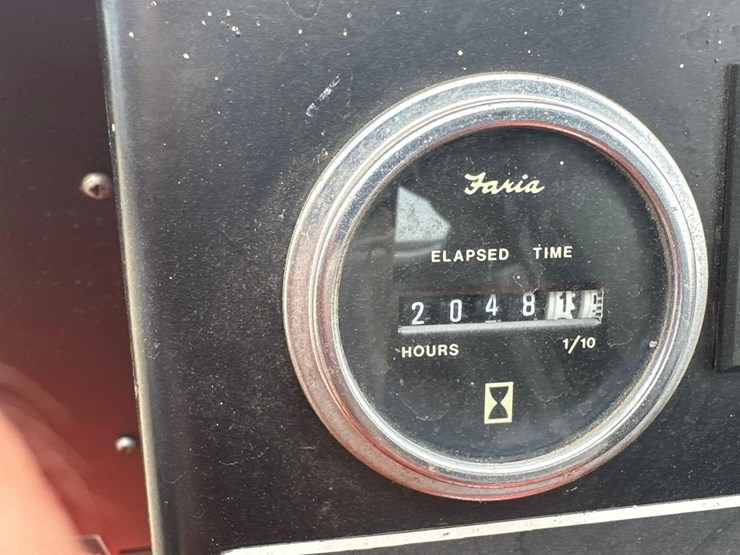 Faria
ELAPSED TIME
2048
HOURS 1/10